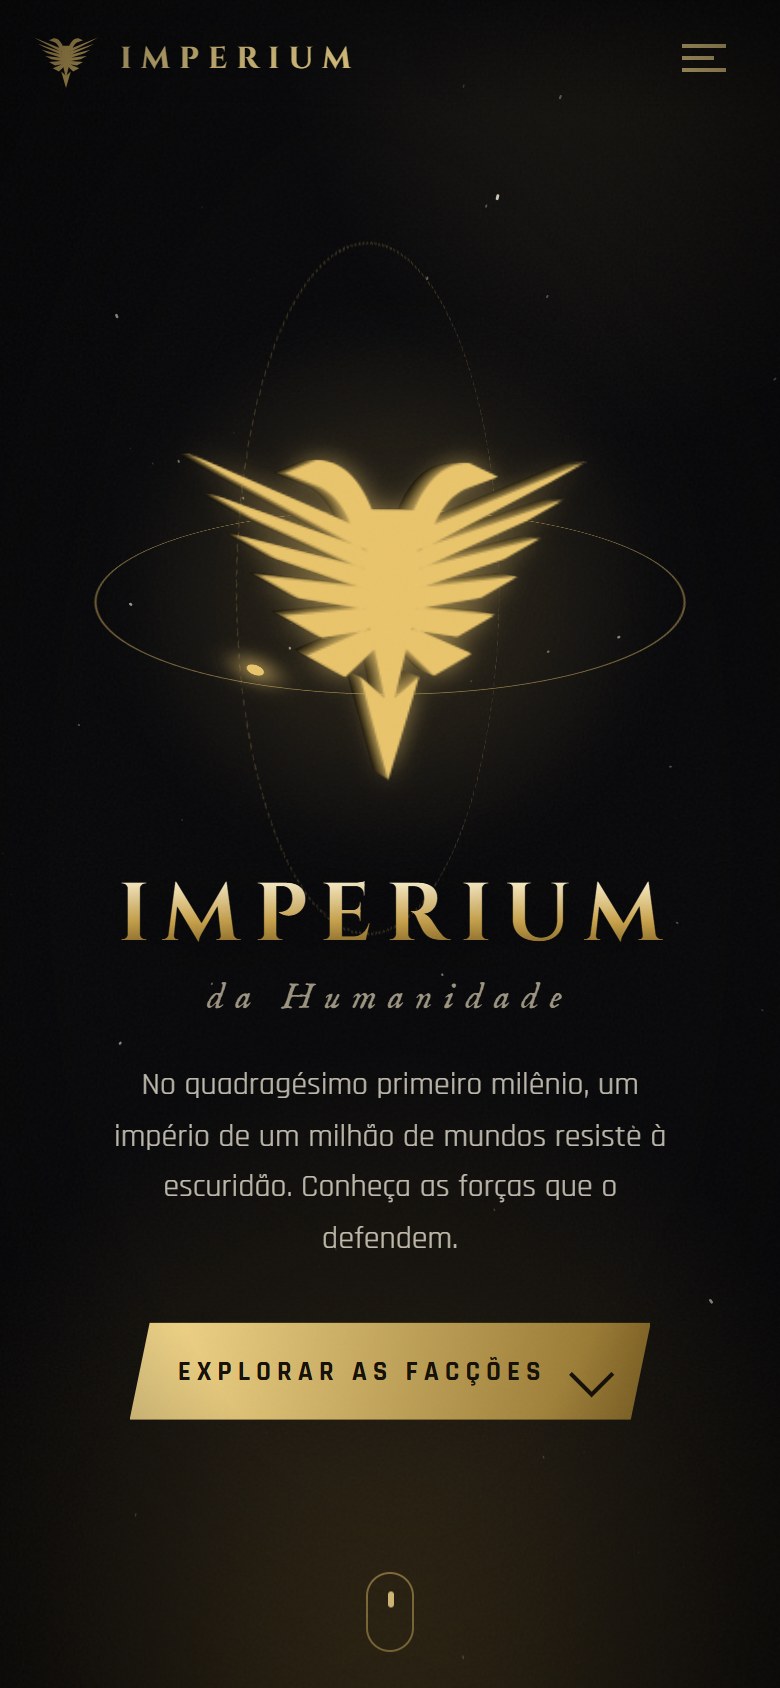 IMPERIUM
IMPERIUM
da Humanidade
No quadragésimo primeiro milênio, um
império de um milhão de mundos resiste à
escuridão. Conheça as forças que o
defendem.
EXPLORAR AS FACÇÕES